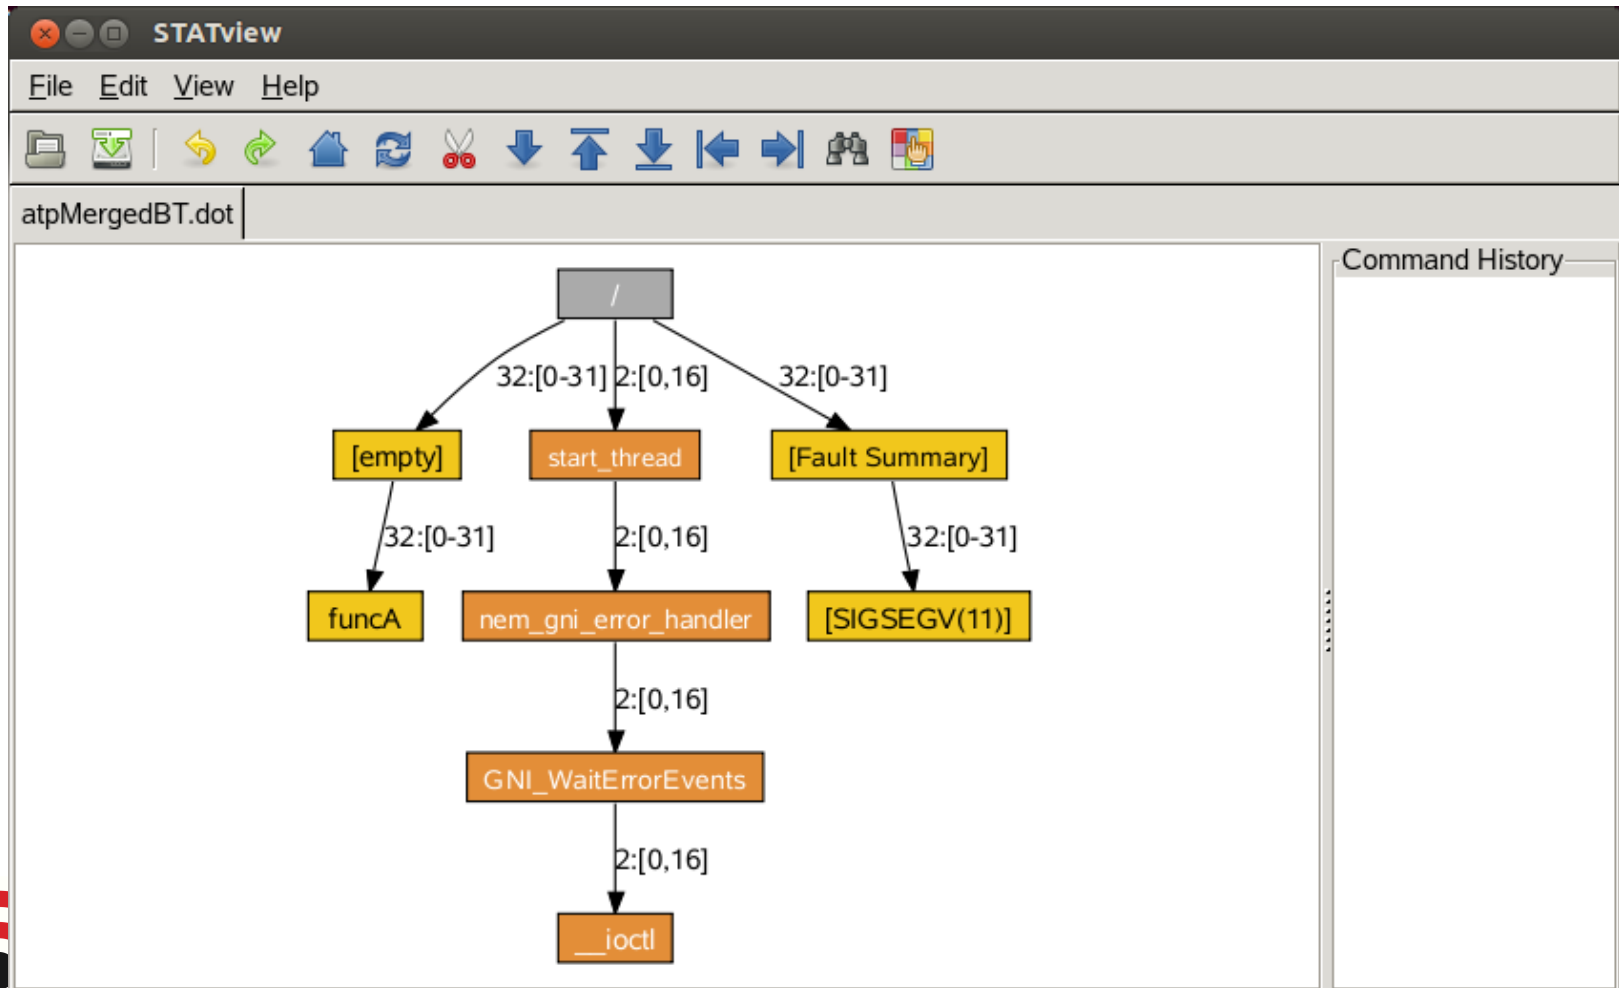 STATview
File Edit View Help
atpMergedBT.dot
Command History
/
32:[0-31] 2:[0,16] 32:[0-31]
[empty] start_thread [Fault Summary]
32:[0-31] 2:[0,16] 32:[0-31]
funcA nem_gni_error_handler [SIGSEGV(11)]
2:[0,16]
GNI_WaitErrorEvents
2:[0,16]
__ioctl